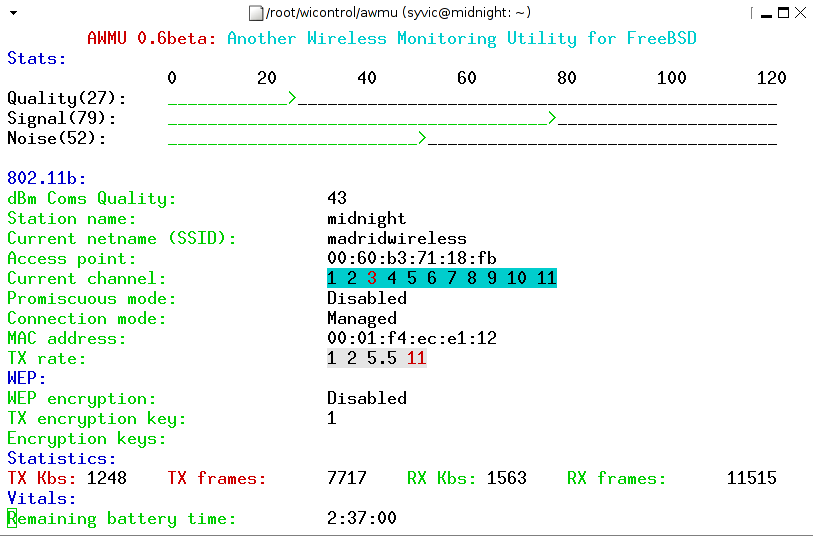 /root/wicontrol/awmu (syvic@midnight: ~)
AWMU 0.6beta: Another Wireless Monitoring Utility for FreeBSD
Stats:
0 20 40 60 80 100 120
Quality(27): ____________>________________________________________________
Signal(79): ______________________________________>______________________
Noise(52): _________________________>___________________________________
802.11b:
dBm Coms Quality: 43
Station name: midnight
Current netname (SSID): madridwireless
Access point: 00:60:b3:71:18:fb
Current channel: 1 2 3 4 5 6 7 8 9 10 11
Promiscuous mode: Disabled
Connection mode: Managed
MAC address: 00:01:f4:ec:e1:12
TX rate: 1 2 5.5 11
WEP:
WEP encryption: Disabled
TX encryption key: 1
Encryption keys:
Statistics:
TX Kbs: 1248 TX frames: 7717 RX Kbs: 1563 RX frames: 11515
Vitals:
Remaining battery time: 2:37:00